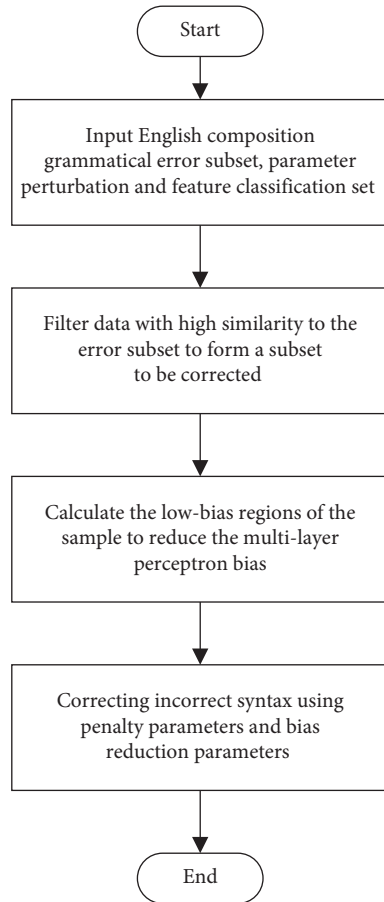 Start
Input English composition
grammatical error subset, parameter
perturbation and feature classification set
Filter data with high similarity to the
error subset to form a subset
to be corrected
Calculate the low-bias regions of the
sample to reduce the multi-layer
perceptron bias
Correcting incorrect syntax using
penalty parameters and bias
reduction parameters
End